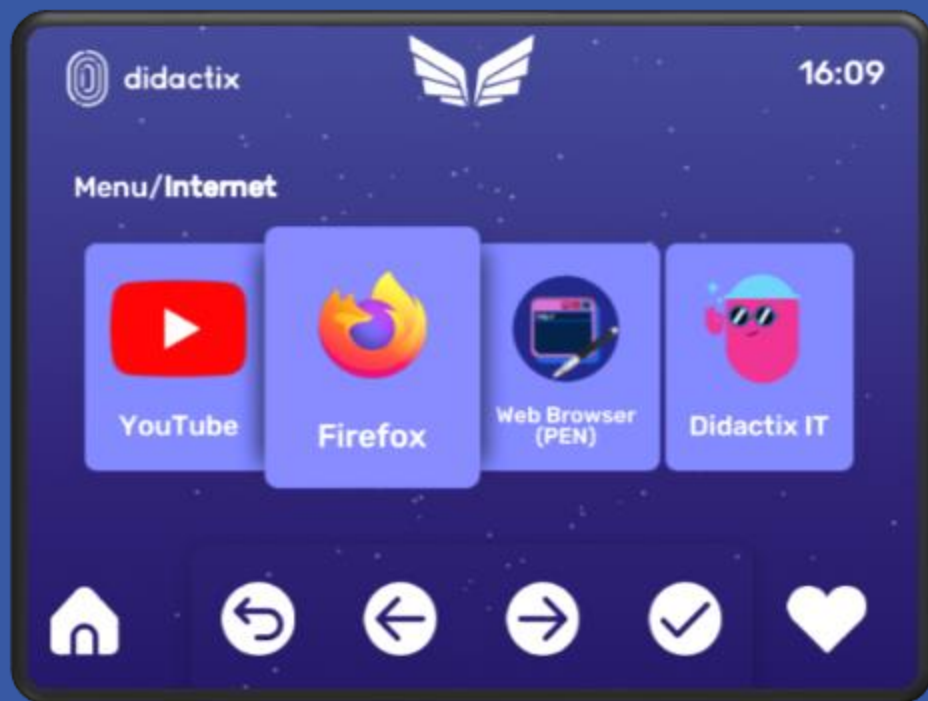 didactix
16:09
Menu/Internet
YouTube
Firefox
Web Browser
(PEN)
Didactix IT